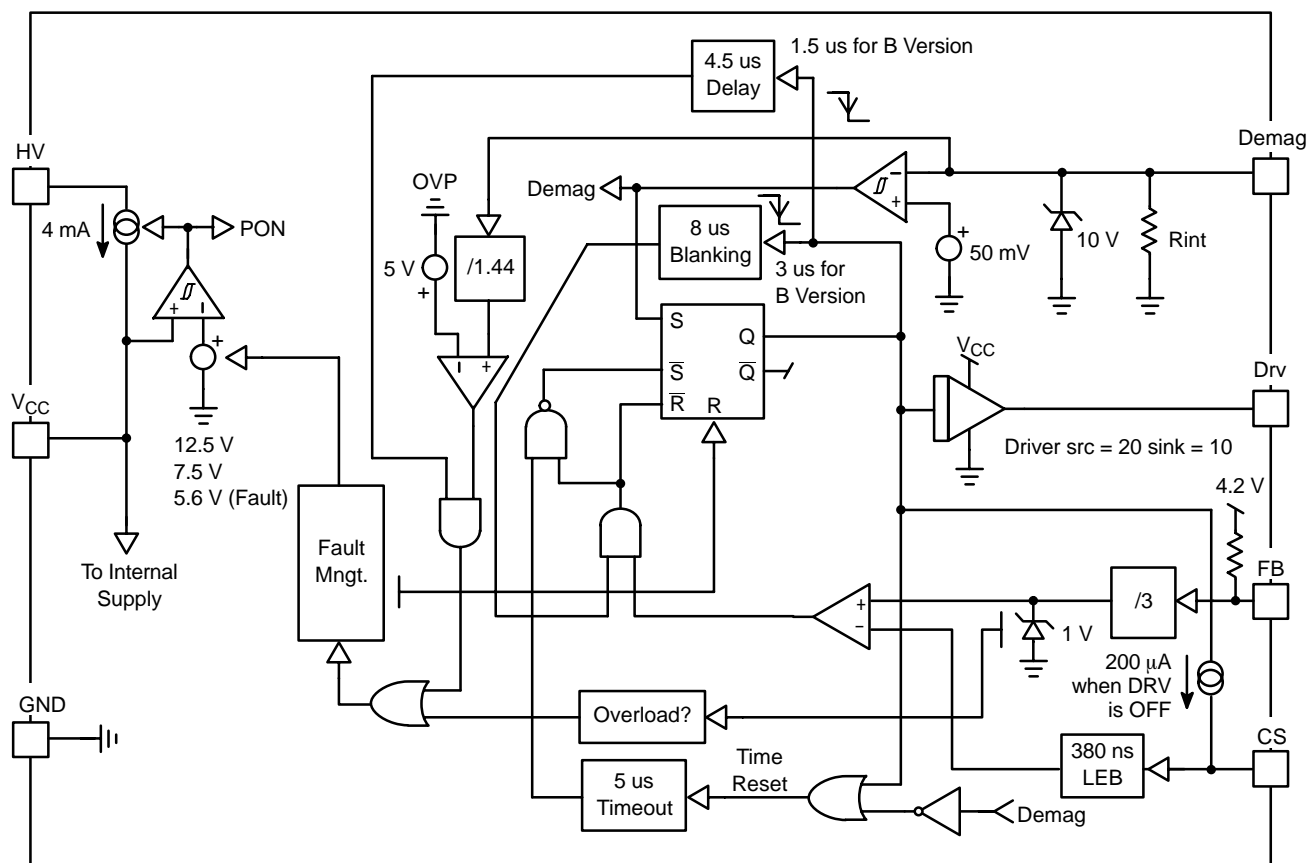 1.5 us for B Version
4.5 us
Delay
HV
Demag
OVP
Demag
4 mA
PON
8 us
Blanking
+
10 V
Rint
50 mV
5 V
+
/1.44
3 us for
B Version
+
+
S
Q
VCC
S
Q
Drv
R
R
VCC
+
12.5 V
7.5 V
5.6 V (Fault)
Driver src = 20 sink = 10
4.2 V
Fault
Mngt.
To Internal
Supply
FB
/3
+
−
1 V
200 μA
when DRV
is OFF
GND
Overload?
CS
380 ns
LEB
Time
Reset
5 us
Timeout
Demag